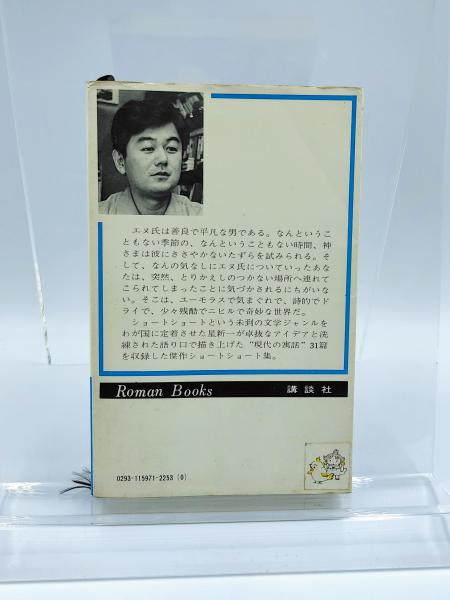 エヌ氏は善良で平凡な男である。なんというこ
ともない季節の、なんということもない時間、神
さまは彼にささやかないたずらを試みられる。そ
して、なんの気なしにエヌ氏についていったあな
たは、突然、とりかえしのつかない場所へ連れて
こられてしまったことに気づかされるにちがいな
い。そこは、ユーモラスで気まぐれで、詩的でド
ライで、少々残酷でニヒルで奇妙な世界だ。
ショートショートという未到の文学ジャンルを
わが国に定着させた星新一が卓抜なアイデアと洗
練された語り口で描き上げた“現代の寓話”31篇
を収録した傑作ショートショート集。
Roman Books 講談社
0293-115971-2253 (0)